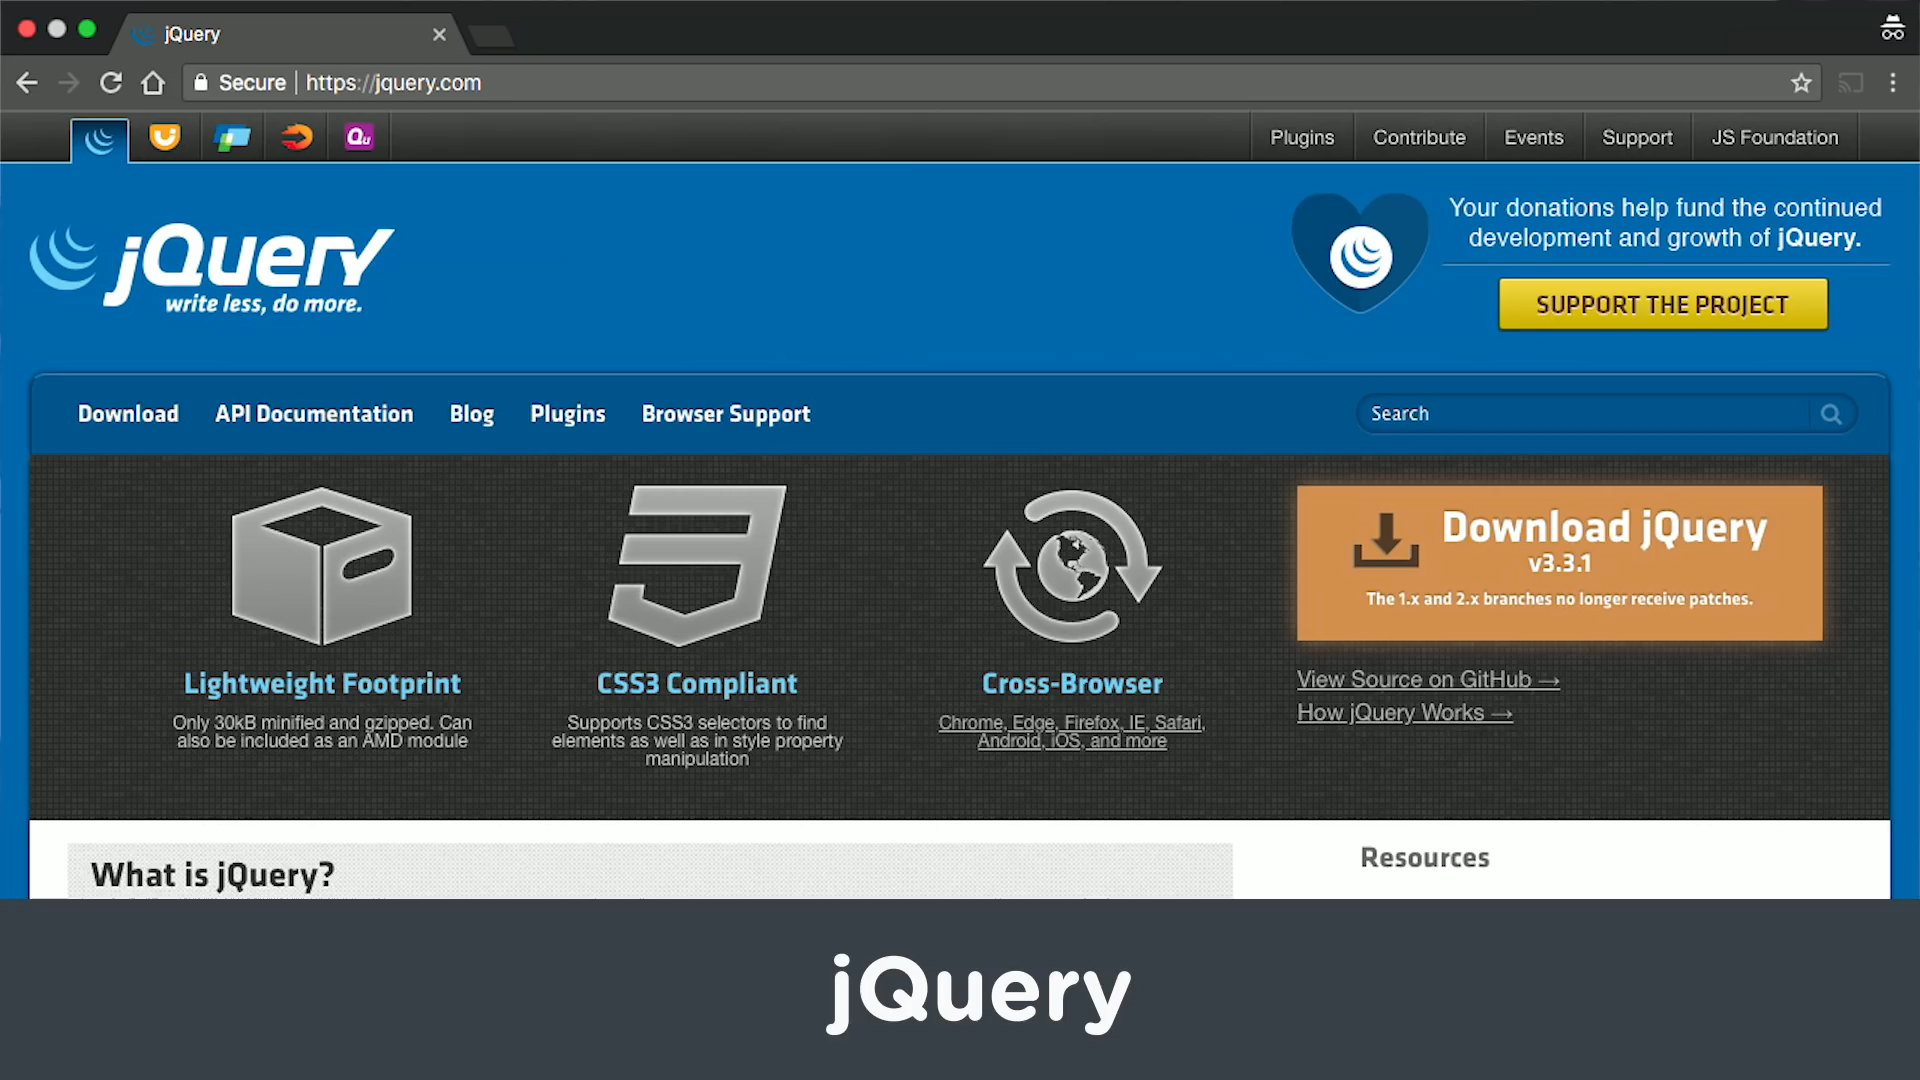 jQuery
Secure | https://jquery.com
Qu
Plugins
Contribute
Events
Support
JS Foundation
jQuery
write less, do more.
Your donations help fund the continued
development and growth of jQuery.
SUPPORT THE PROJECT
Download
API Documentation
Blog
Plugins
Browser Support
Search
Lightweight Footprint
Only 30kB minified and gzipped. Can
also be included as an AMD module
CSS3 Compliant
Supports CSS3 selectors to find
elements as well as in style property
manipulation
Cross-Browser
Chrome, Edge, Firefox, IE, Safari,
Android, iOS, and more
Download jQuery
v3.3.1
The 1.x and 2.x branches no longer receive patches.
View Source on GitHub →
How jQuery Works →
What is jQuery?
Resources
jQuery